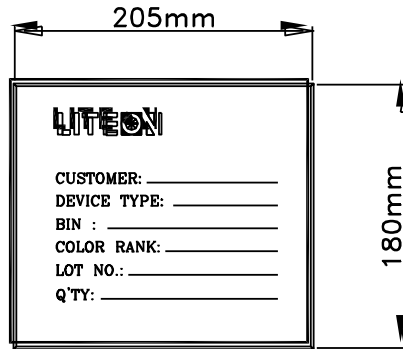 205mm
LITEON
CUSTOMER:
DEVICE TYPE:
BIN :
COLOR RANK:
LOT NO.:
Q'TY:
180mm